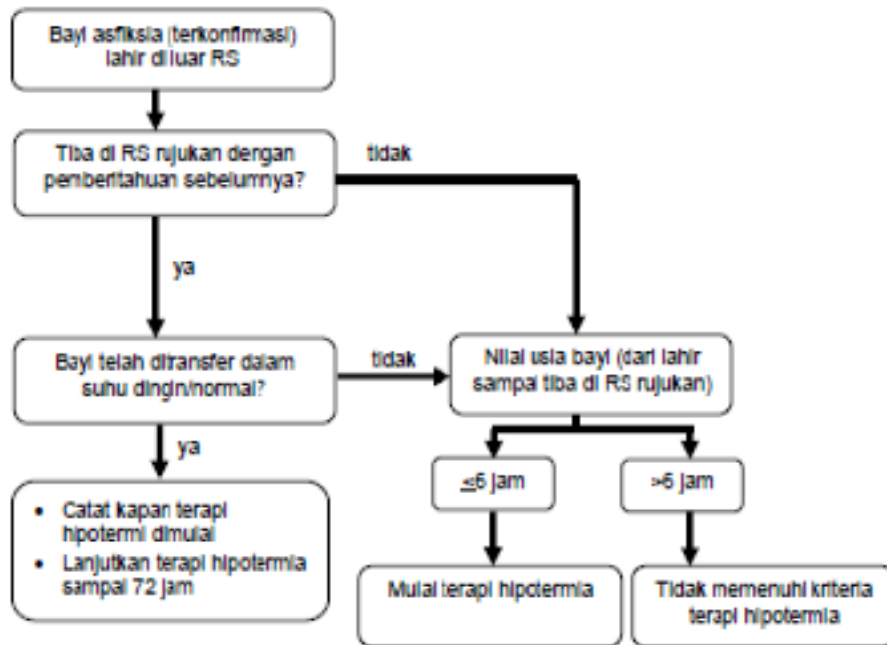 Bayi asfiksia (terkonfirmasi)
lahir di luar RS
Tiba di RS rujukan dengan
pemberitahuan sebelumnya?
tidak
ya
Bayi telah ditransfer dalam
suhu dingin/normal?
tidak
Nilai usia bayi (dari lahir
sampai tiba di RS rujukan)
ya
≤6 jam
>6 jam
• Catat kapan terapi
hipotermi dimulai
• Lanjutkan terapi hipotermia
sampai 72 jam
Mulai terapi hipotermia
Tidak memenuhi kriteria
terapi hipotermia